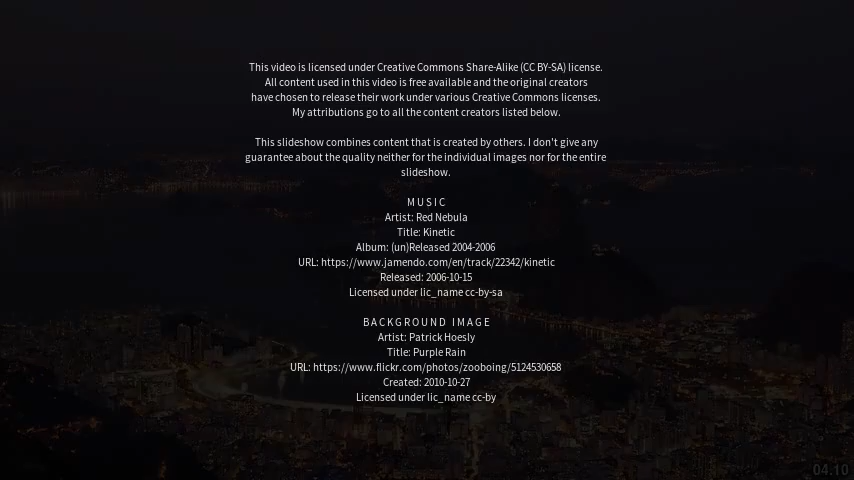 This video is licensed under Creative Commons Share-Alike (CC BY-SA) license.
All content used in this video is free available and the original creators
have chosen to release their work under various Creative Commons licenses.
My attributions go to all the content creators listed below.
This slideshow combines content that is created by others. I don't give any
guarantee about the quality neither for the individual images nor for the entire
slideshow.
MUSIC
Artist: Red Nebula
Title: Kinetic
Album: (un)Released 2004-2006
URL: https://www.jamendo.com/en/track/22342/kinetic
Released: 2006-10-15
Licensed under lic_name cc-by-sa
BACKGROUND IMAGE
Artist: Patrick Hoesly
Title: Purple Rain
URL: https://www.flickr.com/photos/zooboing/5124530658
Created: 2010-10-27
Licensed under lic_name cc-by
04.10